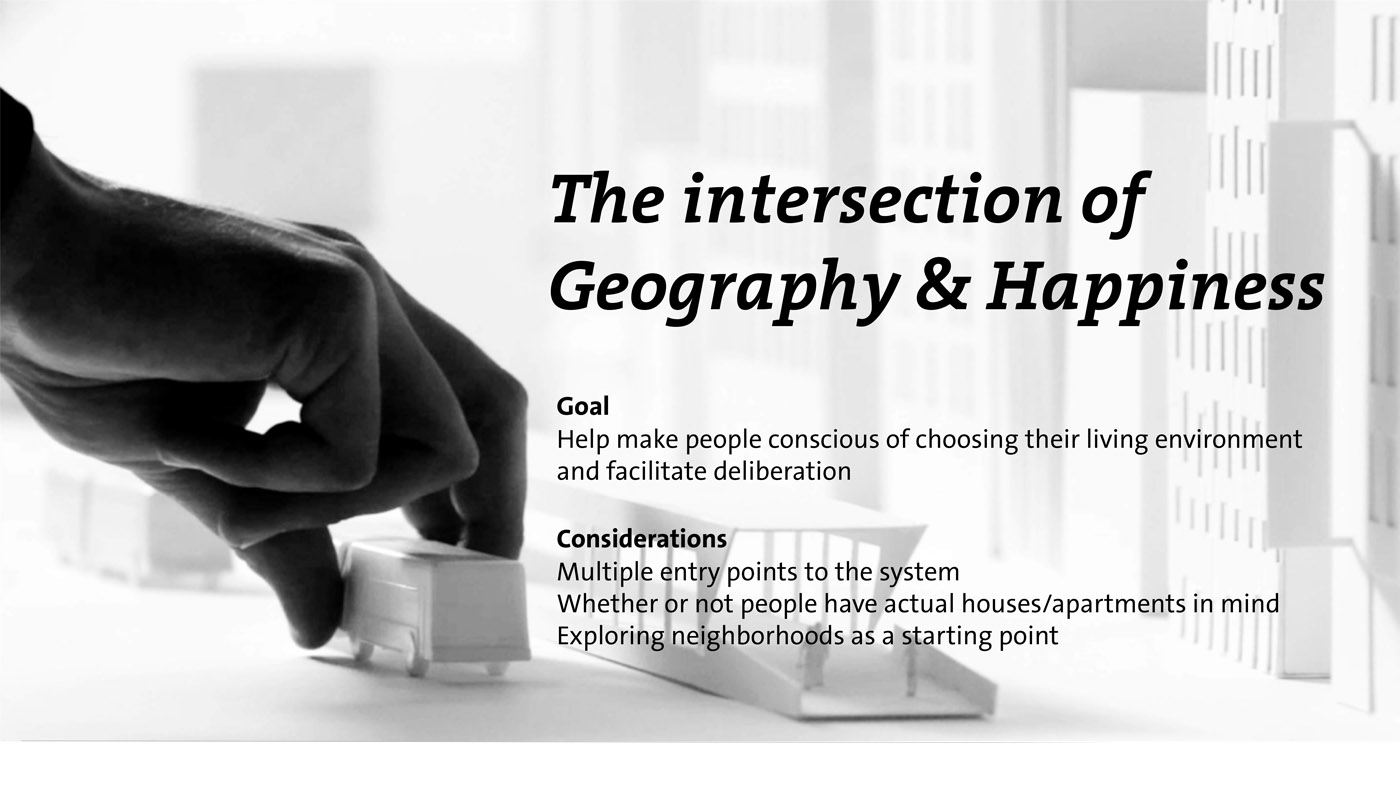 The intersection of
Geography & Happiness
Goal
Help make people conscious of choosing their living environment
and facilitate deliberation
Considerations
Multiple entry points to the system
Whether or not people have actual houses/apartments in mind
Exploring neighborhoods as a starting point